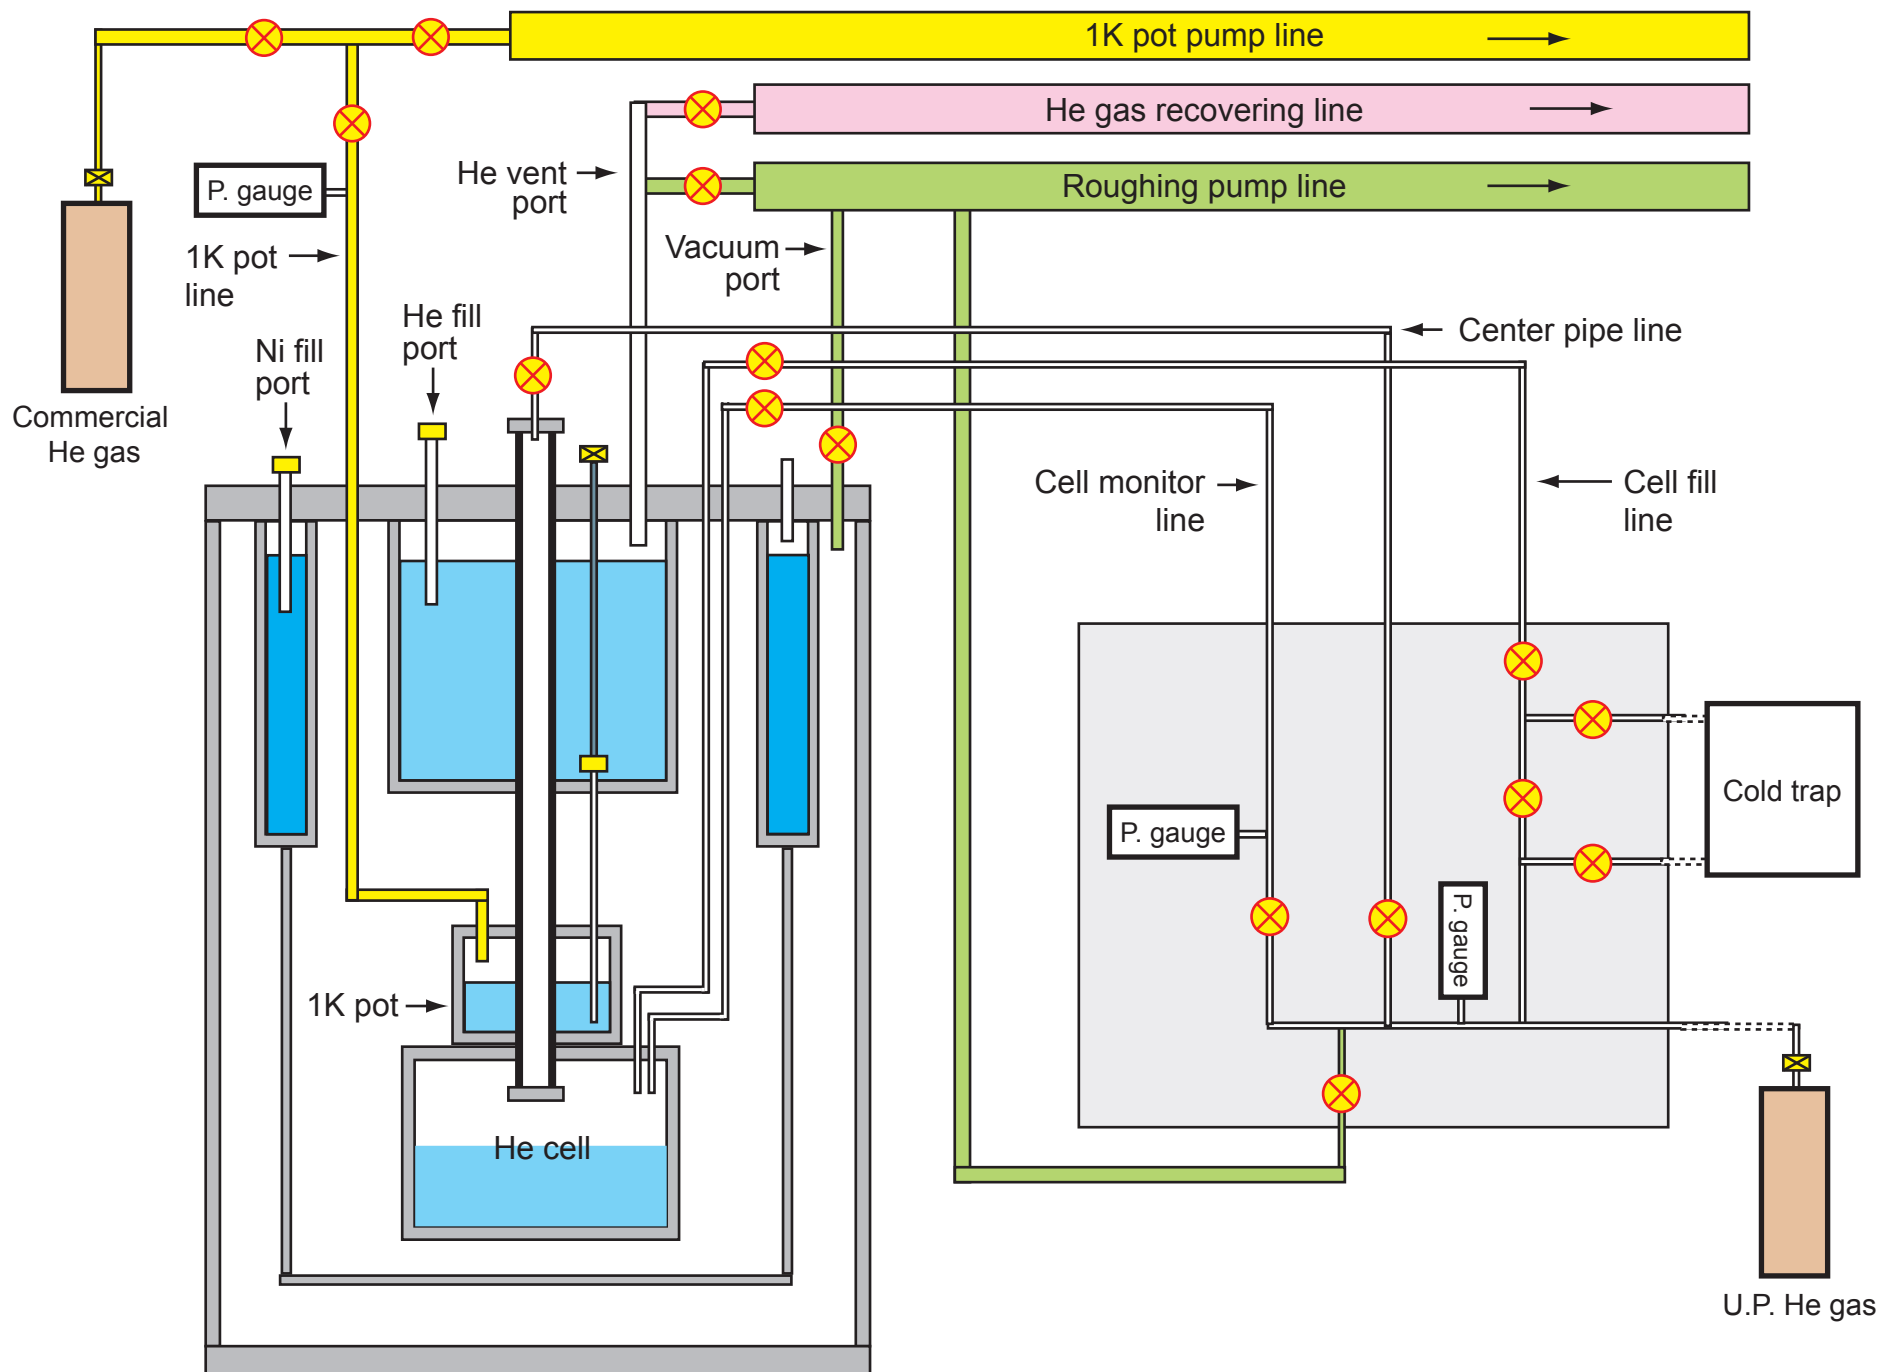 1K pot pump line
He gas recovering line
Roughing pump line
P. gauge
He vent
port
1K pot
line
Vacuum
port
He fill
port
Ni fill
port
Center pipe line
Commercial
He gas
Cell monitor
line
Cell fill
line
Cold trap
P. gauge
P. gauge
1K pot
He cell
U.P. He gas